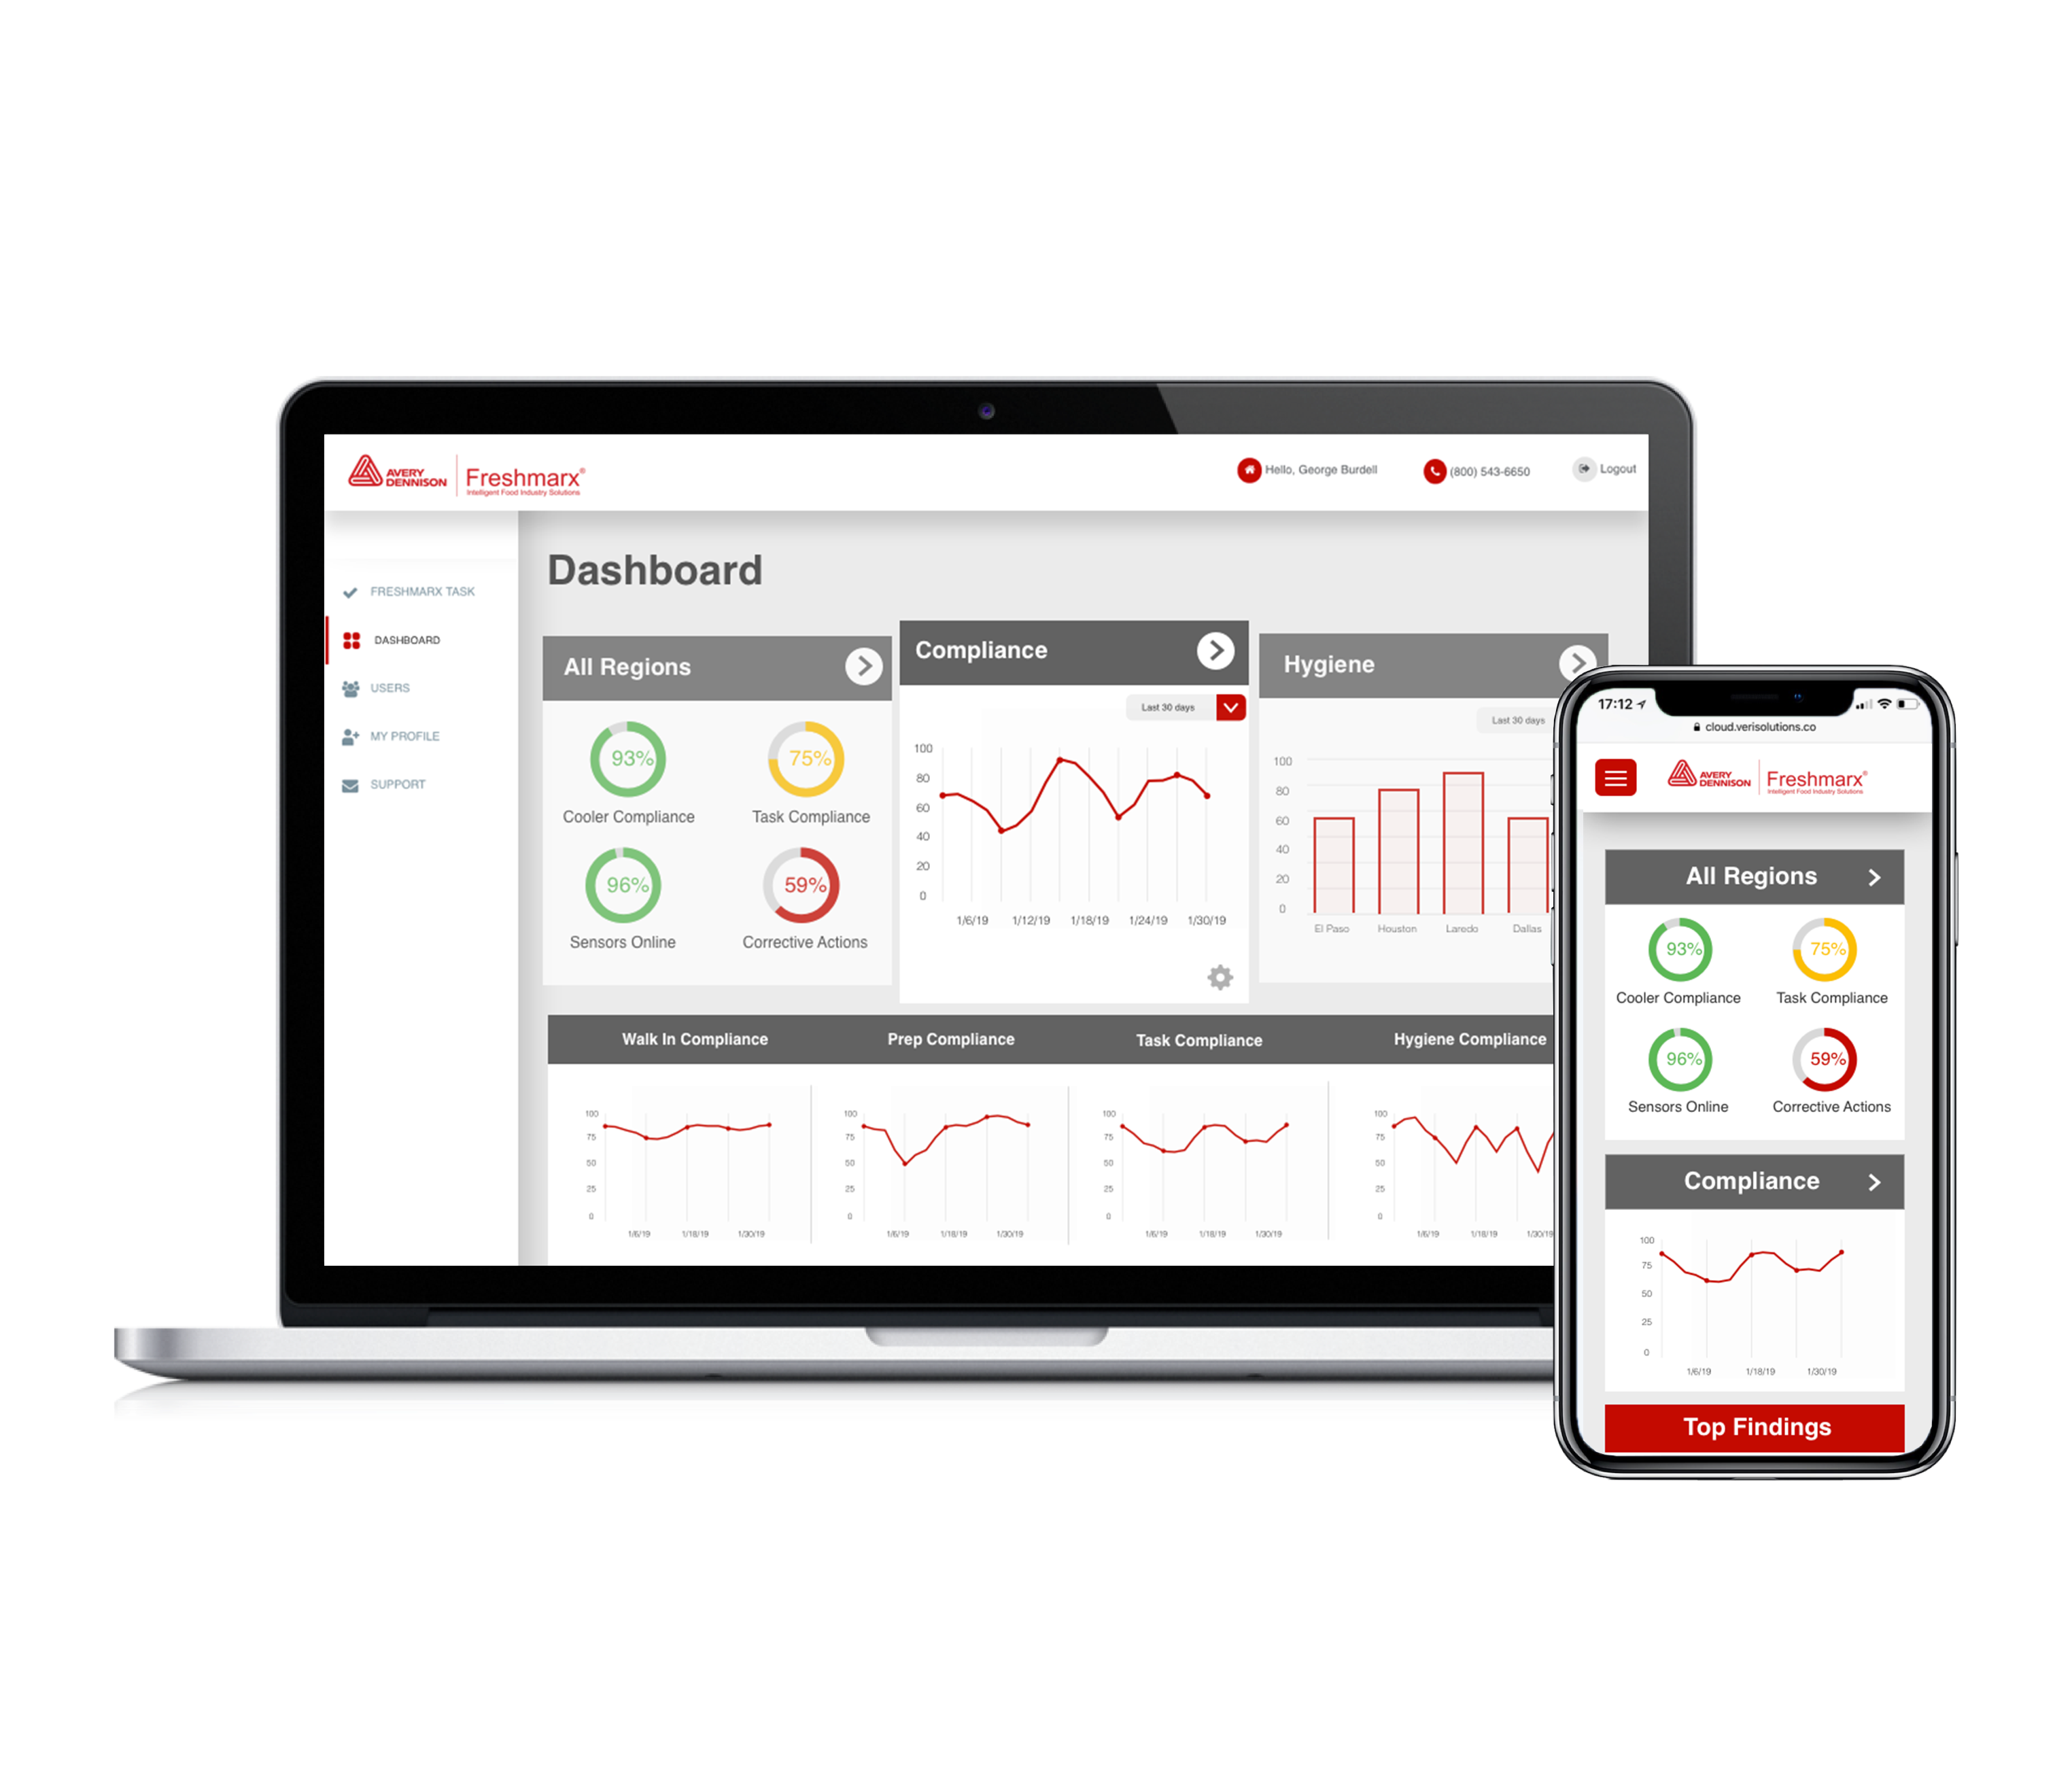 AVERY
DENNISON
Freshmarx®
Intelligent Food Industry Solutions
Hello, George Burdell
(800) 543-6650
Logout
FRESHMARX TASK
DASHBOARD
USERS
MY PROFILE
SUPPORT
Dashboard
All Regions
93%
Cooler Compliance
75%
Task Compliance
96%
Sensors Online
59%
Corrective Actions
Compliance
Last 30 days
100
80
60
40
20
0
1/6/19 1/12/19 1/18/19 1/24/19 1/30/19
Hygiene
Last 30 days
100
80
60
40
20
0
El Paso Houston Laredo Dallas
Walk In Compliance
100
75
50
25
0
1/6/19 1/18/19 1/30/19
Prep Compliance
100
75
50
25
0
1/6/19 1/18/19 1/30/19
Task Compliance
100
75
50
25
0
1/6/19 1/18/19 1/30/19
Hygiene Compliance
100
75
50
25
0
1/6/19 1/18/19 1/30/19
17:12
cloud.verisolutions.co
AVERY
DENNISON
Freshmarx®
Intelligent Food Industry Solutions
All Regions
93%
Cooler Compliance
75%
Task Compliance
96%
Sensors Online
59%
Corrective Actions
Compliance
100
75
50
25
0
1/6/19 1/18/19 1/30/19
Top Findings